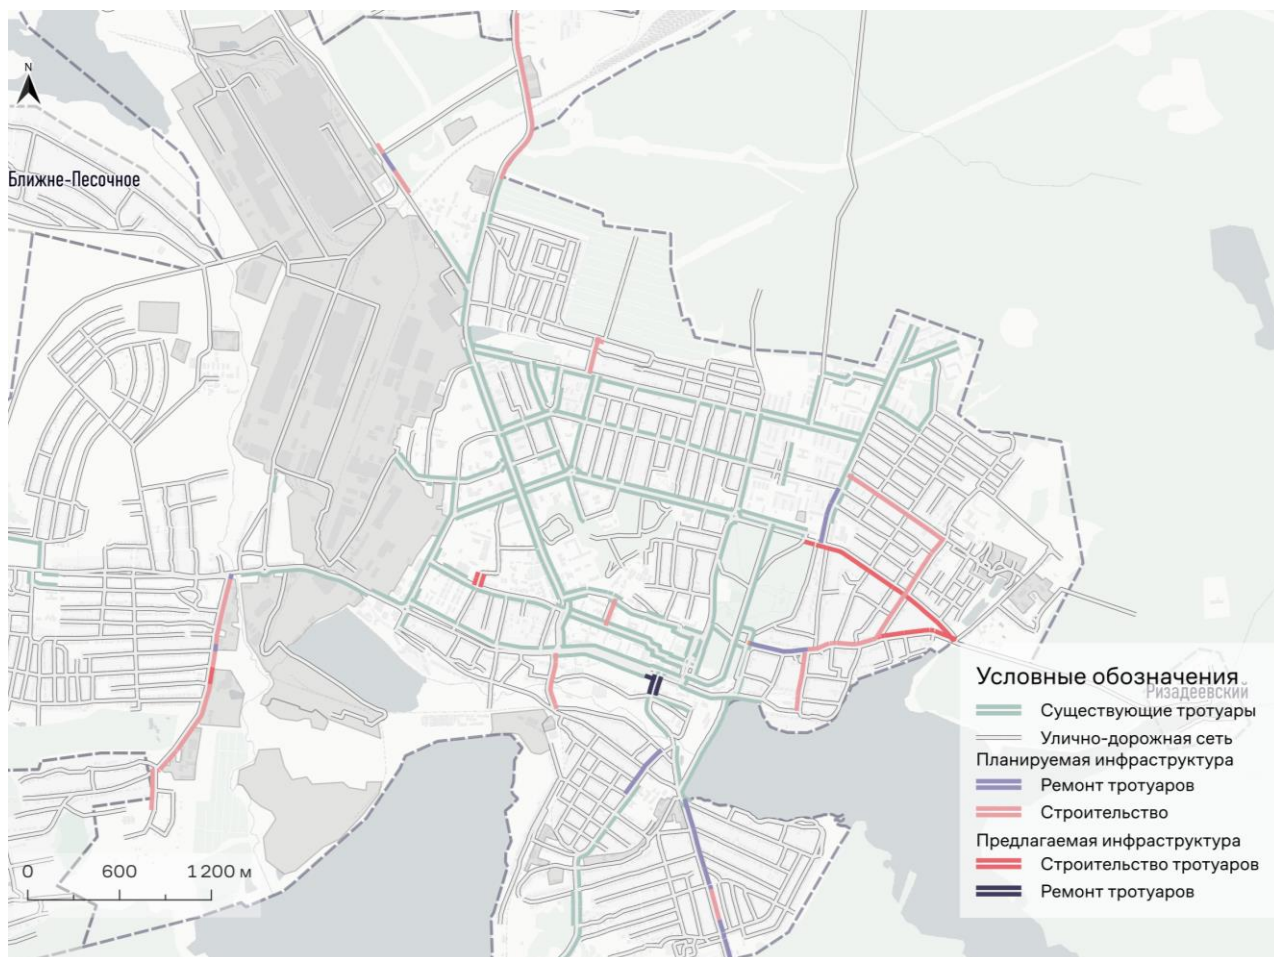 N
Ближне-Песочное
Условные обозначения
Ризадеевский
Существующие тротуары
Улично-дорожная сеть
Планируемая инфраструктура
Ремонт тротуаров
Строительство
Предлагаемая инфраструктура
Строительство тротуаров
Ремонт тротуаров
0 600 1200 м